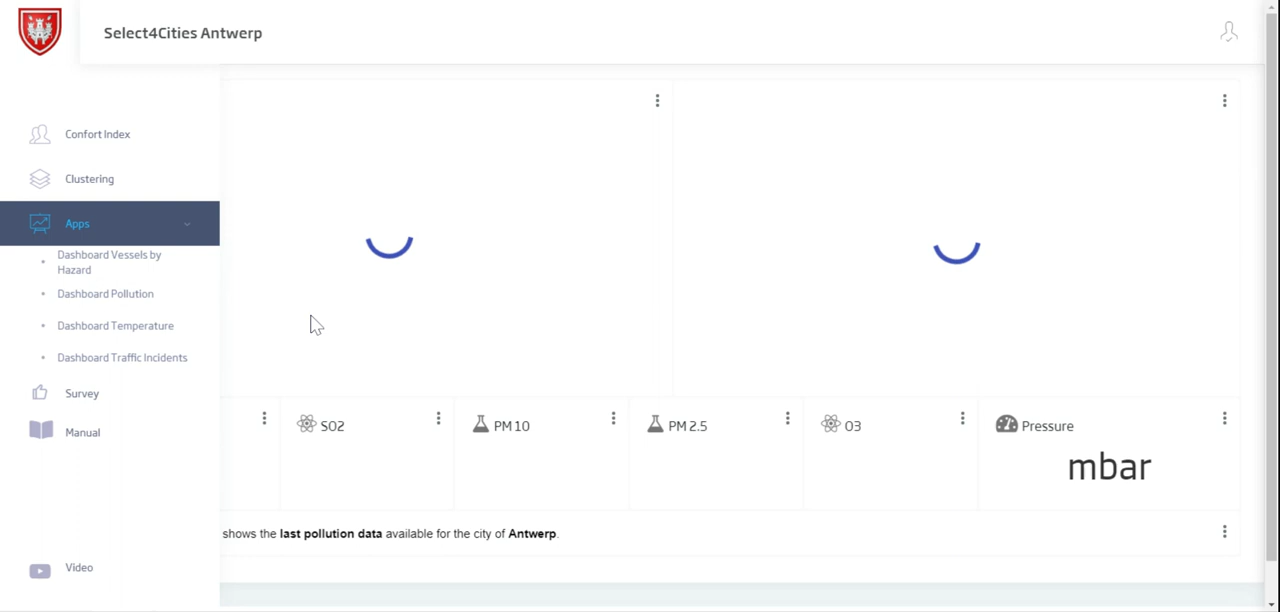 Select4Cities Antwerp
Confort Index
Clustering
Apps
Dashboard Vessels by
Hazard
Dashboard Pollution
Dashboard Temperature
Dashboard Traffic Incidents
Survey
Manual
Video
SO2
PM 10
PM 2.5
O3
Pressure
mbar
shows the last pollution data available for the city of Antwerp.